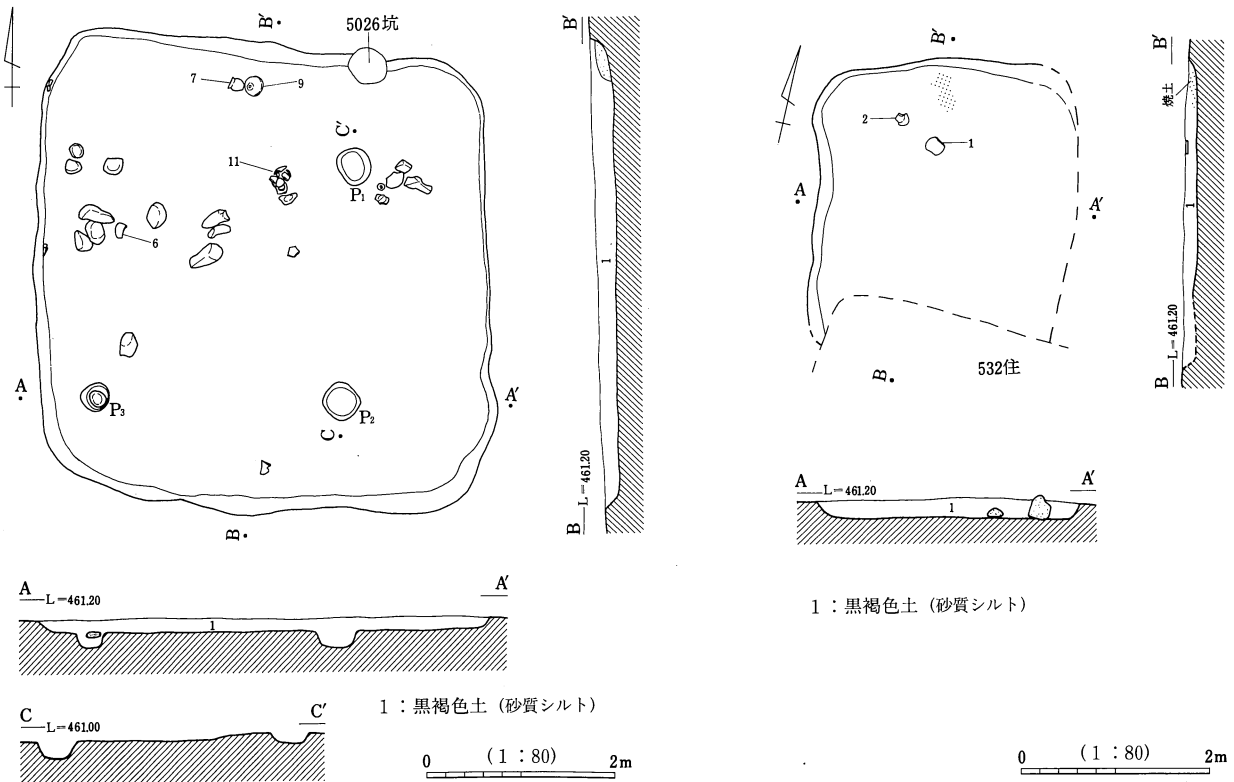 B′
5026坑
7
9
C′
11
P1
6
A
P3
P2
A′
C
B
B′
1
B L=461.20
A L=461.20 A′
1
C L=461.00 C′
1：黒褐色土（砂質シルト）
0 (1：80) 2m
B′
2
1
A
A′
532住
B
B′
焼土
1
B L=461.20
A L=461.20 A′
1
1：黒褐色土（砂質シルト）
0 (1：80) 2m